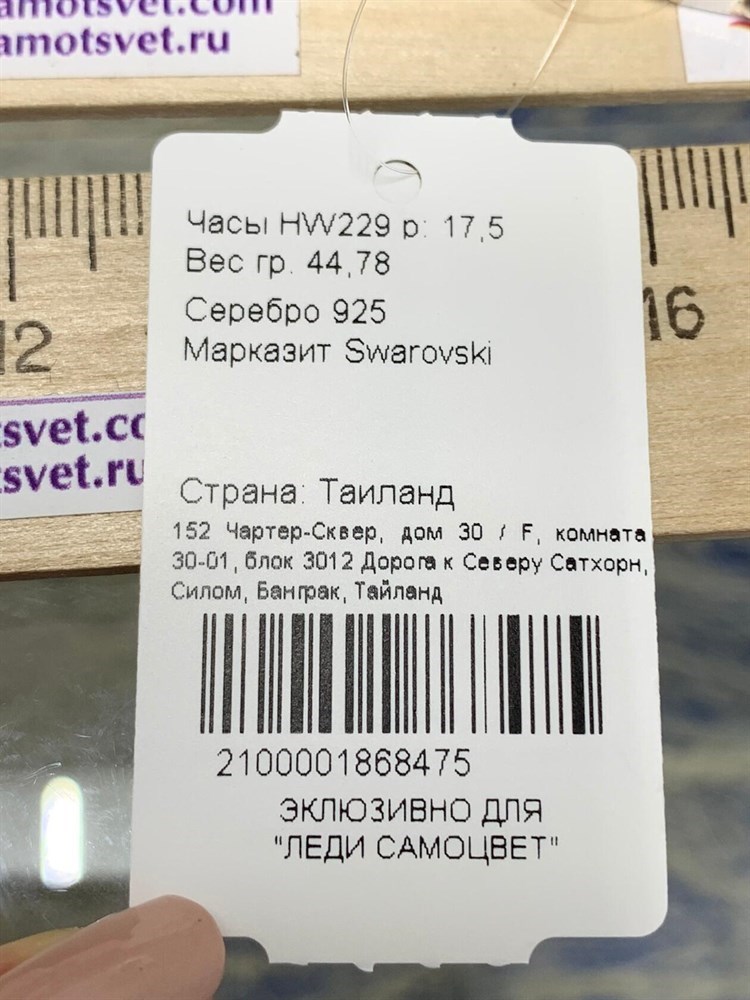 amotsvet.com
amotsvet.ru
Часы HW229 р: 17,5
Вес гр. 44,78
Серебро 925
Марказит Swarovski
12
16
tsvet.co
tsvet.ru
Страна: Таиланд
152 Чартер-Сквер, дом 30 / F, комната
30-01, блок 3012 Дорога к Северу Сатхорн,
Силом, Банграк, Тайланд
2100001868475
ЭКЛЮЗИВНО ДЛЯ
"ЛЕДИ САМОЦВЕТ"